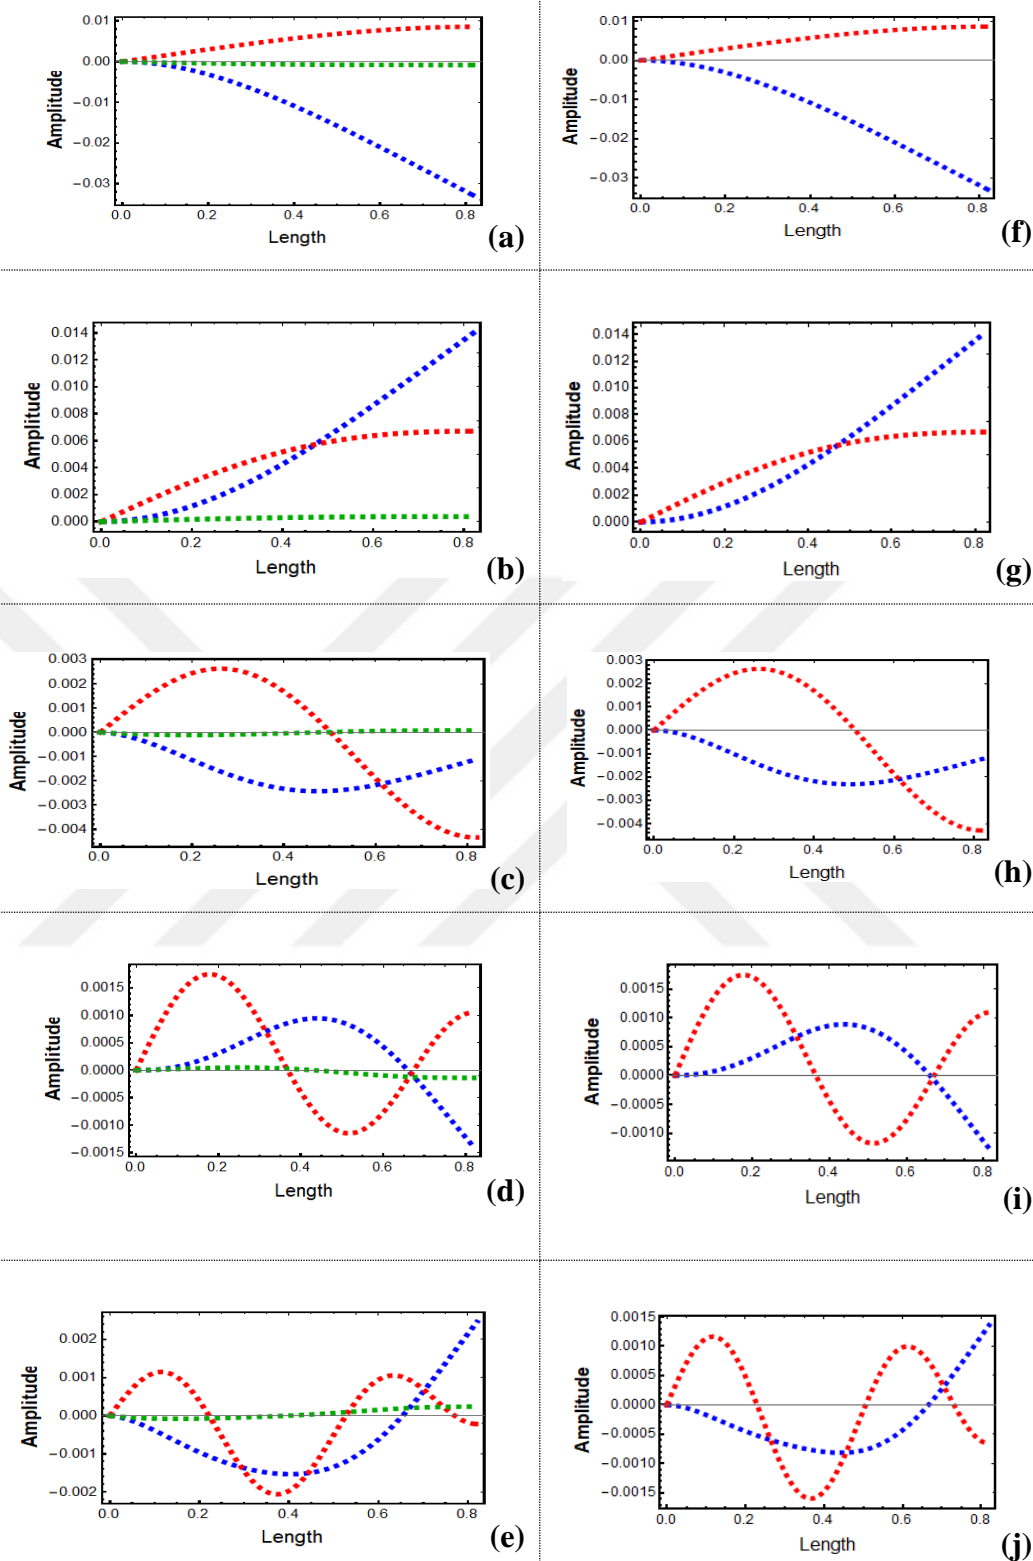 0.01
0.00
−0.01
−0.02
−0.03
Amplitude
0.0 0.2 0.4 0.6 0.8
Length
(a)
0.01
0.00
−0.01
−0.02
−0.03
Amplitude
0.0 0.2 0.4 0.6 0.8
Length
(f)
0.014
0.012
0.010
0.008
0.006
0.004
0.002
0.000
Amplitude
0.0 0.2 0.4 0.6 0.8
Length
(b)
0.014
0.012
0.010
0.008
0.006
0.004
0.002
0.000
Amplitude
0.0 0.2 0.4 0.6 0.8
Length
(g)
0.003
0.002
0.001
0.000
−0.001
−0.002
−0.003
−0.004
Amplitude
0.0 0.2 0.4 0.6 0.8
Length
(c)
0.003
0.002
0.001
0.000
−0.001
−0.002
−0.003
−0.004
Amplitude
0.0 0.2 0.4 0.6 0.8
Length
(h)
0.0015
0.0010
0.0005
0.0000
−0.0005
−0.0010
−0.0015
Amplitude
0.0 0.2 0.4 0.6 0.8
Length
(d)
0.0015
0.0010
0.0005
0.0000
−0.0005
−0.0010
Amplitude
0.0 0.2 0.4 0.6 0.8
Length
(i)
0.002
0.001
0.000
−0.001
−0.002
Amplitude
0.0 0.2 0.4 0.6 0.8
Length
(e)
0.0015
0.0010
0.0005
0.0000
−0.0005
−0.0010
−0.0015
Amplitude
0.0 0.2 0.4 0.6 0.8
Length
(j)